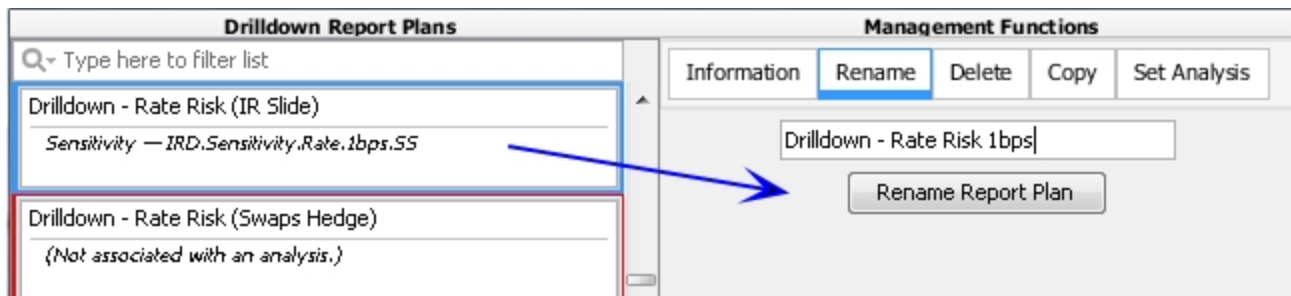 Drilldown Report Plans
Type here to filter list
Drilldown - Rate Risk (IR Slide)
Sensitivity — IRD.Sensitivity.Rate.1bps.SS
Drilldown - Rate Risk (Swaps Hedge)
(Not associated with an analysis.)
Management Functions
Information Rename Delete Copy Set Analysis
Drilldown - Rate Risk 1bps
Rename Report Plan